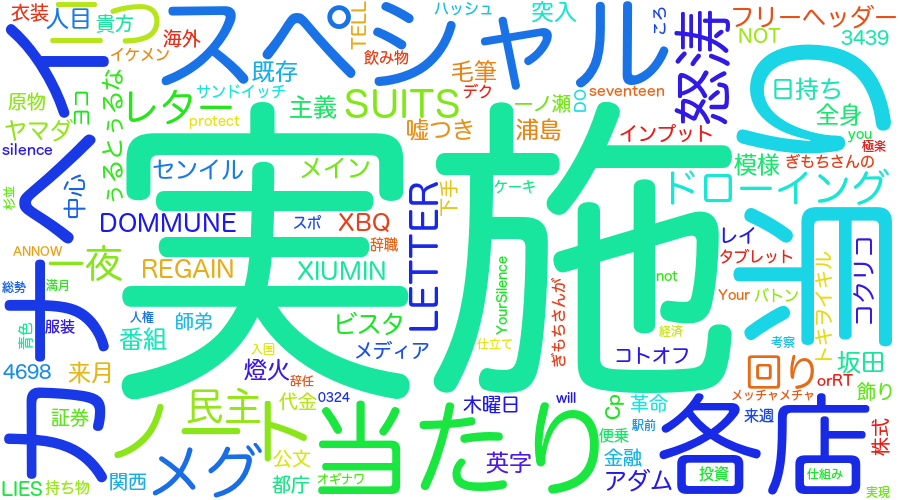 衣装
人目
貴方
スペシャル
ハッシュ
TELL
突入
ころ
フリーヘッダー
NOT
3439
イケメン
海外
既存
飲み物
毛筆
怒涛
原物
ヨコ
うるとぅるな
レター
サンドイッチ
主義
SUITS
デク
seventeen
一ノ瀬
DO
日持ち
全身
ヤマダ
protect
嘘つき
浦島
インプット
you
極楽
silence
イベント
実施
模様
ぎもちさんの
杉並
中心
センイル
メイン
下手
ケーキ
ドローイング
DOMMUNE
スポ
XBQ
LETTER
レイ
ANNOW
一夜
辞職
タブレット
総勢
満月
REGAIN
XIUMIN
YourSilence
not
Your
バトン
トキヲイキル
コクリコ
人権
師弟
ビスタ
ぎもちさんが
経済
青色
服装
番組
入国
メディア
仕立て
コトオフ
考察
坂田
4698
来月
燈火
辞任
回り
orRT
飾り
カナヘイ
民主
代金
0324
木曜日
will
Cp
革命
各店
メッチャメチャ
証券
ノート
当たり
駅前
来週
株式
便乗
メグ
公文
英字
金融
投資
仕組み
LIES
持ち物
関西
都庁
オギナワ
アダム
実現